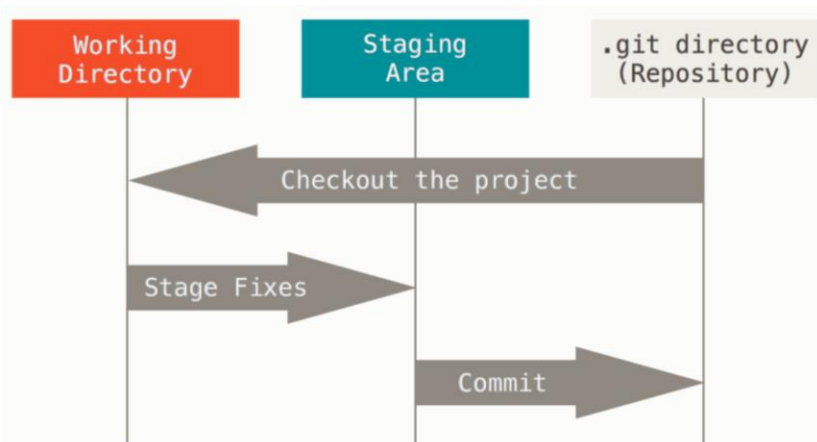 Working
Directory
Staging
Area
.git directory
(Repository)
Checkout the project
Stage Fixes
Commit